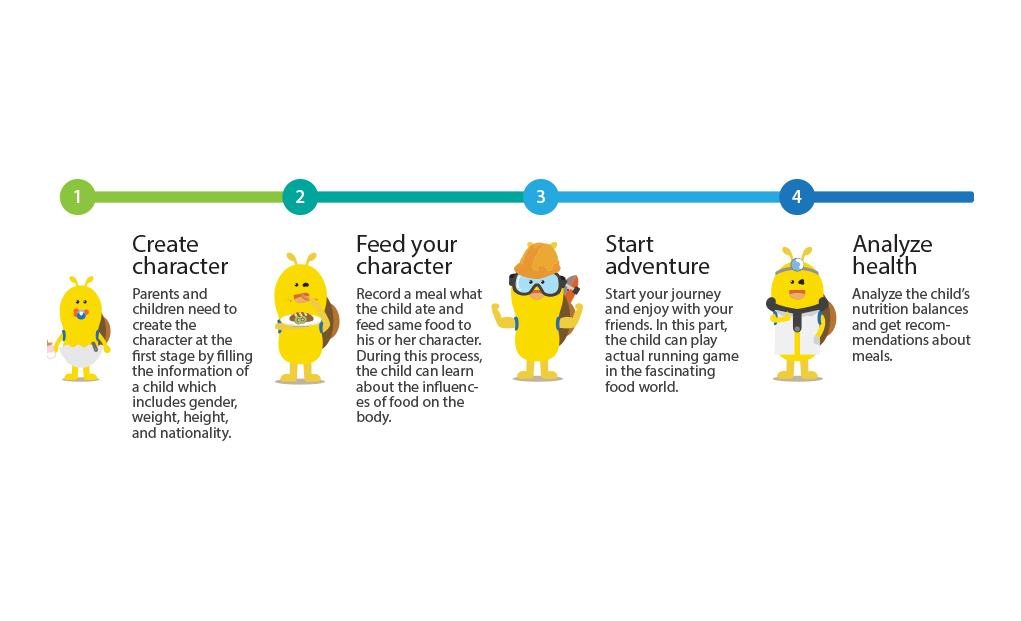 1
2
3
4
Create
character
Parents and
children need to
create the
character at the
first stage by filling
the information of
a child which
includes gender,
weight, height,
and nationality.
Feed your
character
Record a meal what
the child ate and
feed same food to
his or her character.
During this process,
the child can learn
about the influenc-
es of food on the
body.
Start
adventure
Start your journey
and enjoy with your
friends. In this part,
the child can play
actual running game
in the fascinating
food world.
Analyze
health
Analyze the child’s
nutrition balances
and get recom-
mendations about
meals.